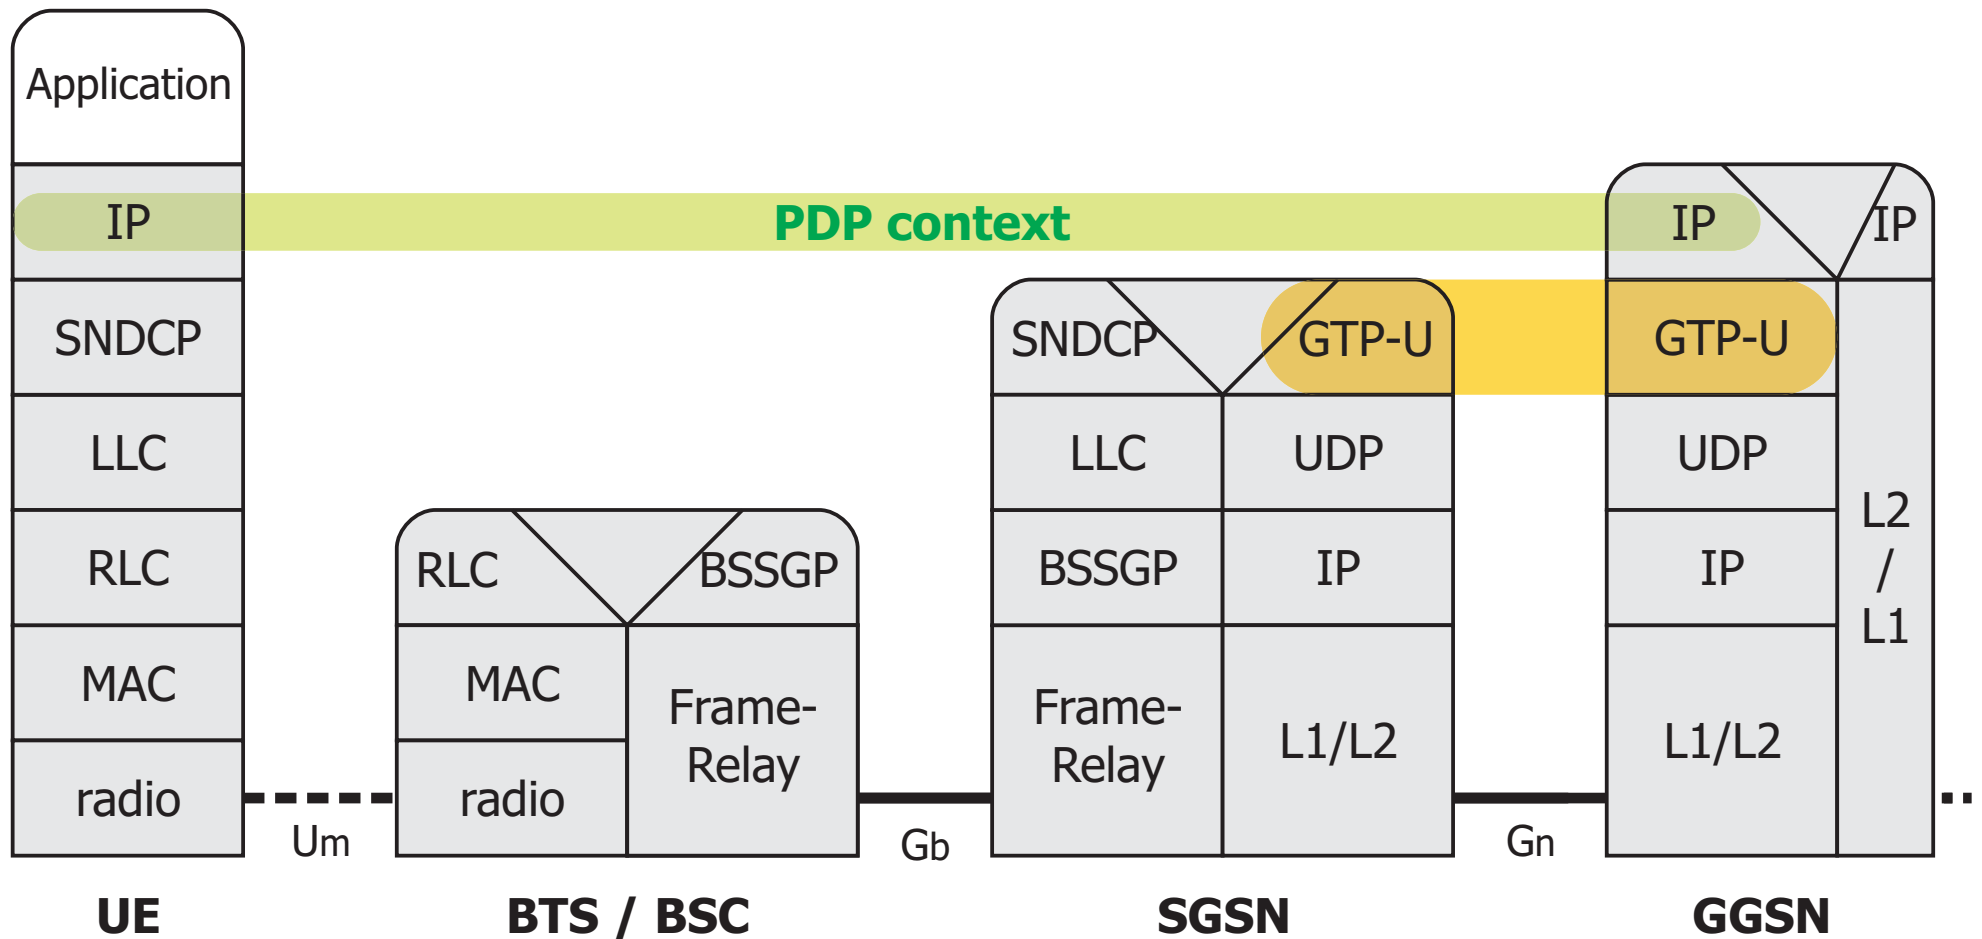 Application
IP
SNDCP
LLC
RLC
MAC
radio
UE
Um
RLC
BSSGP
MAC
radio
Frame-
Relay
BTS / BSC
Gb
PDP context
SNDCP
GTP-U
LLC
UDP
BSSGP
IP
Frame-
Relay
L1/L2
SGSN
Gn
IP
IP
GTP-U
UDP
IP
L1/L2
L2
/
L1
GGSN